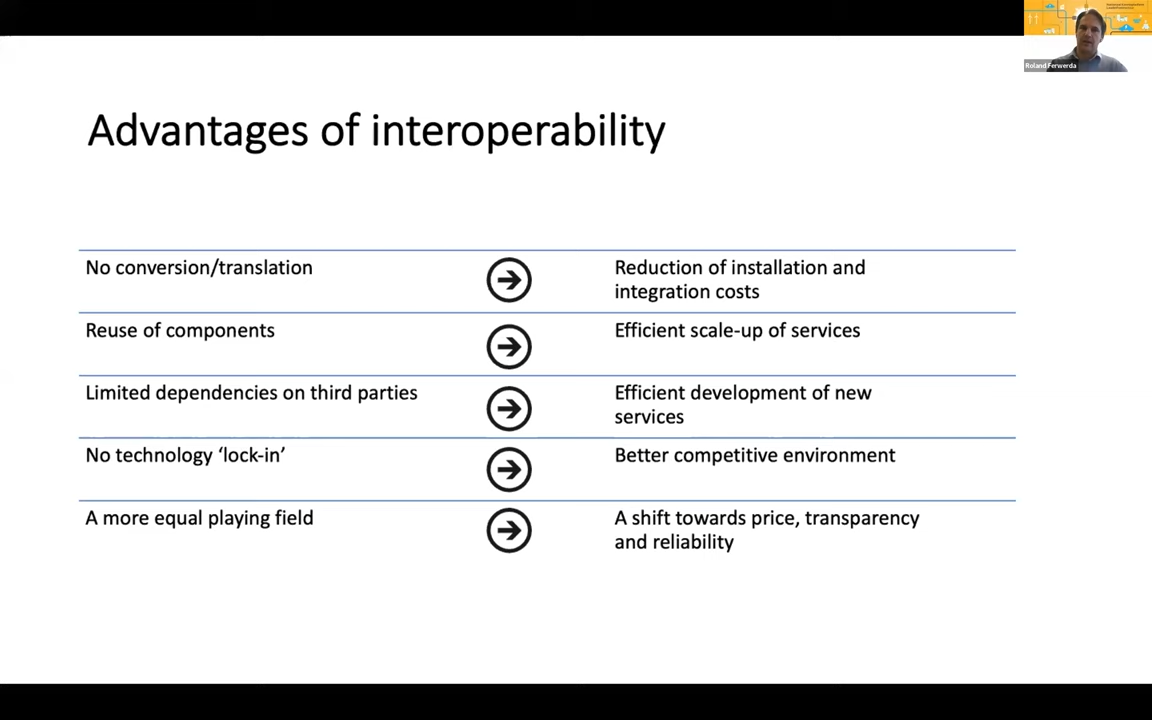 Roland Ferwerda
Advantages of interoperability
No conversion/translation
Reduction of installation and
integration costs
Reuse of components
Efficient scale-up of services
Limited dependencies on third parties
Efficient development of new
services
No technology ‘lock-in’
Better competitive environment
A more equal playing field
A shift towards price, transparency
and reliability